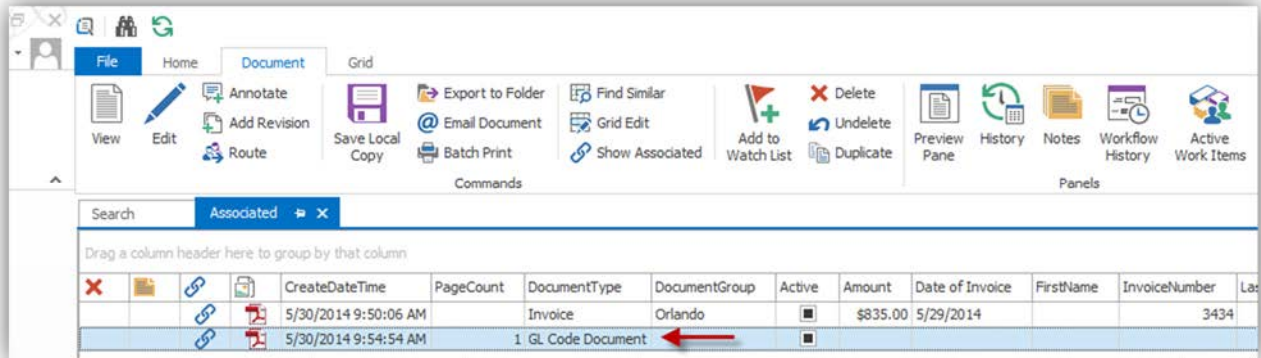 File Home Document Grid
View
Edit
Annotate
Add Revision
Route
Save Local
Copy
Export to Folder
Email Document
Batch Print
Find Similar
Grid Edit
Show Associated
Add to
Watch List
Delete
Undelete
Duplicate
Commands
Preview
Pane
History
Notes
Workflow
History
Active
Work Items
Panels
Search Associated
Drag a column header here to group by that column
CreateDateTime PageCount DocumentType DocumentGroup Active Amount Date of Invoice FirstName InvoiceNumber Las
5/30/2014 9:50:06 AM Invoice Orlando $835.00 5/29/2014 3434
5/30/2014 9:54:54 AM 1 GL Code Document